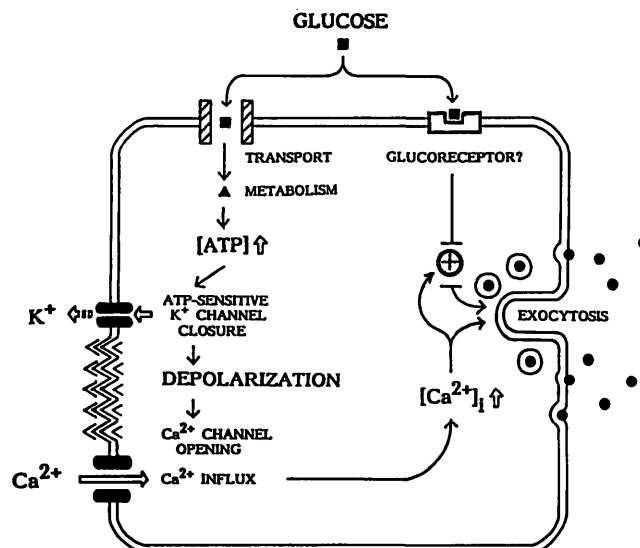 GLUCOSE
TRANSPORT
GLUCORECEPTOR?
METABOLISM
[ATP]⇧
ATP-SENSITIVE
K⁺ CHANNEL
CLOSURE
K⁺
EXOCYTOSIS
DEPOLARIZATION
[Ca²⁺]ᵢ⇧
Ca²⁺ CHANNEL
OPENING
Ca²⁺
Ca²⁺ INFLUX